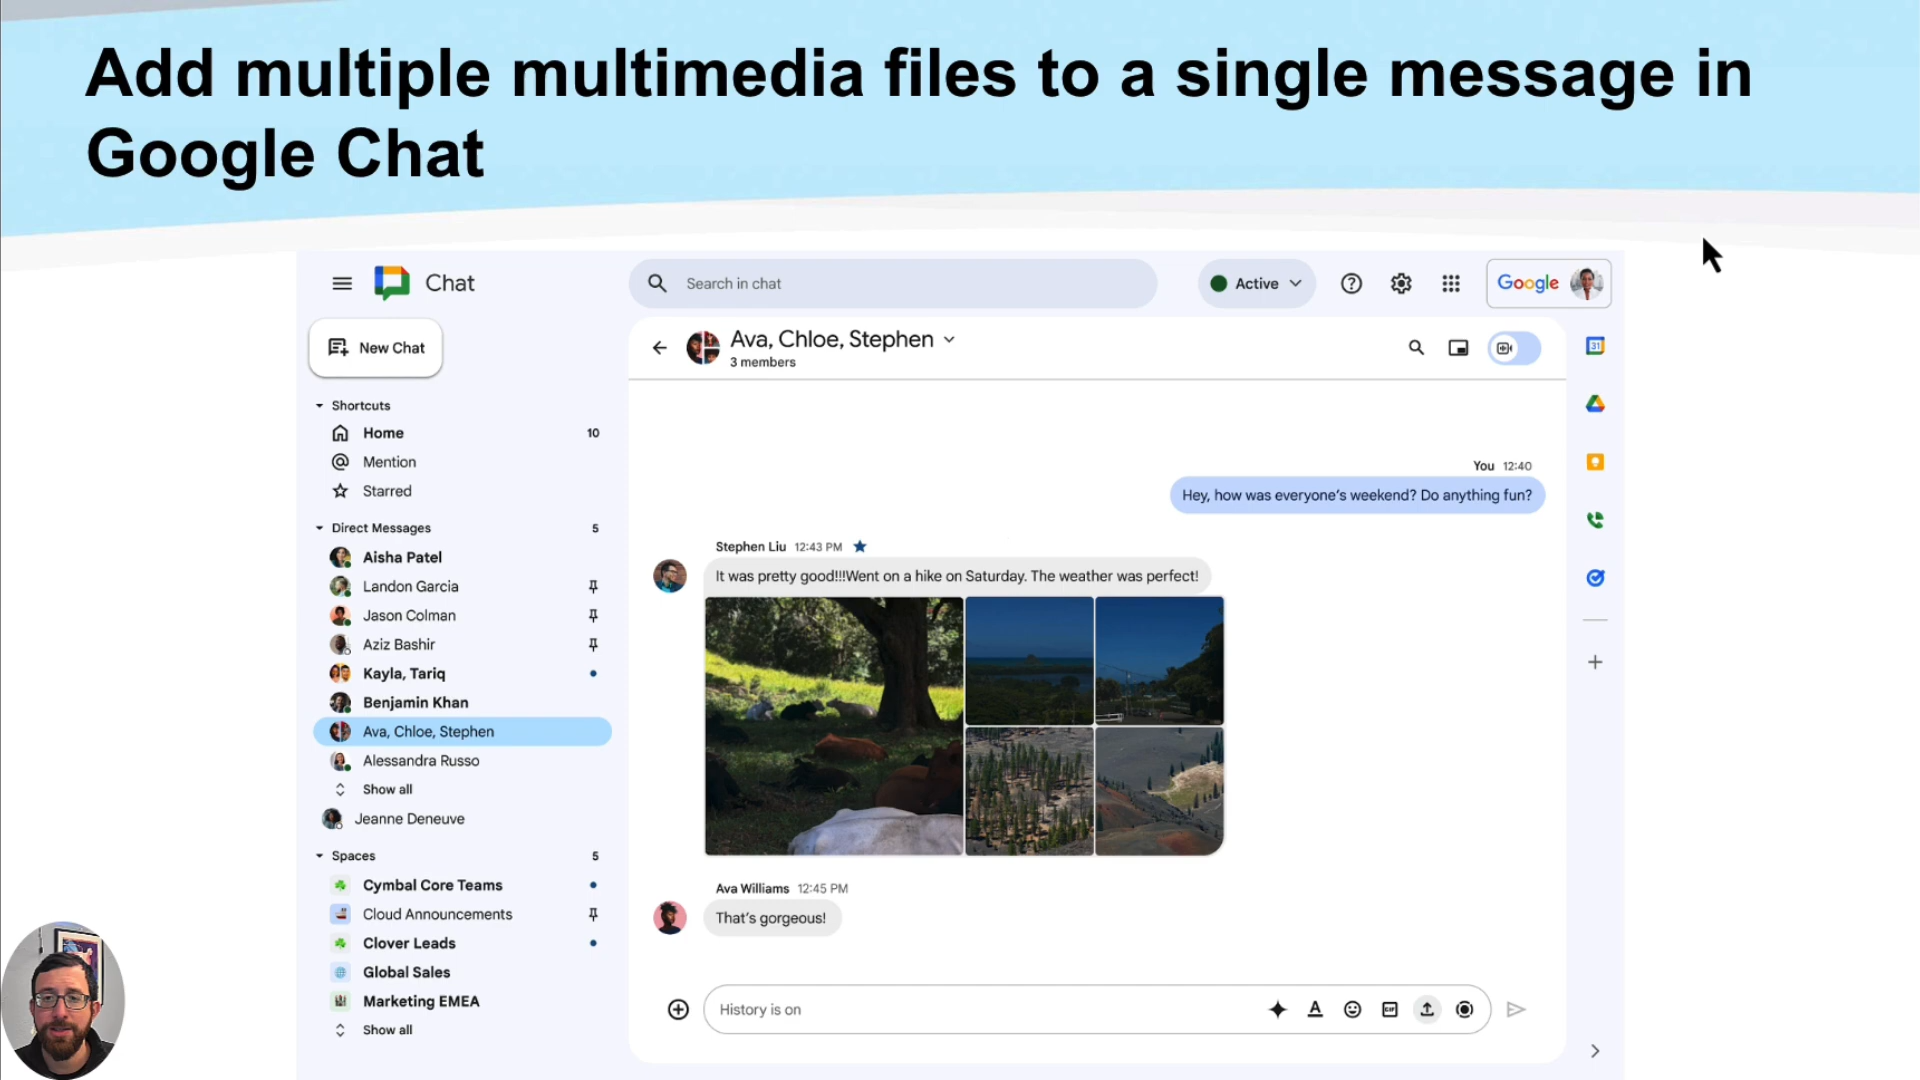 Add multiple multimedia files to a single message in
Google Chat
Chat
Search in chat
Active
Google
New Chat
Ava, Chloe, Stephen
3 members
31
Shortcuts
Home 10
Mention
Starred
Direct Messages 5
Aisha Patel
Landon Garcia
Jason Colman
Aziz Bashir
Kayla, Tariq
Benjamin Khan
Ava, Chloe, Stephen
Alessandra Russo
Show all
Jeanne Deneuve
Spaces 5
Cymbal Core Teams
Cloud Announcements
Clover Leads
Global Sales
Marketing EMEA
Show all
You 12:40
Hey, how was everyone's weekend? Do anything fun?
Stephen Liu 12:43 PM
It was pretty good!!!Went on a hike on Saturday. The weather was perfect!
Ava Williams 12:45 PM
That's gorgeous!
History is on
GIF